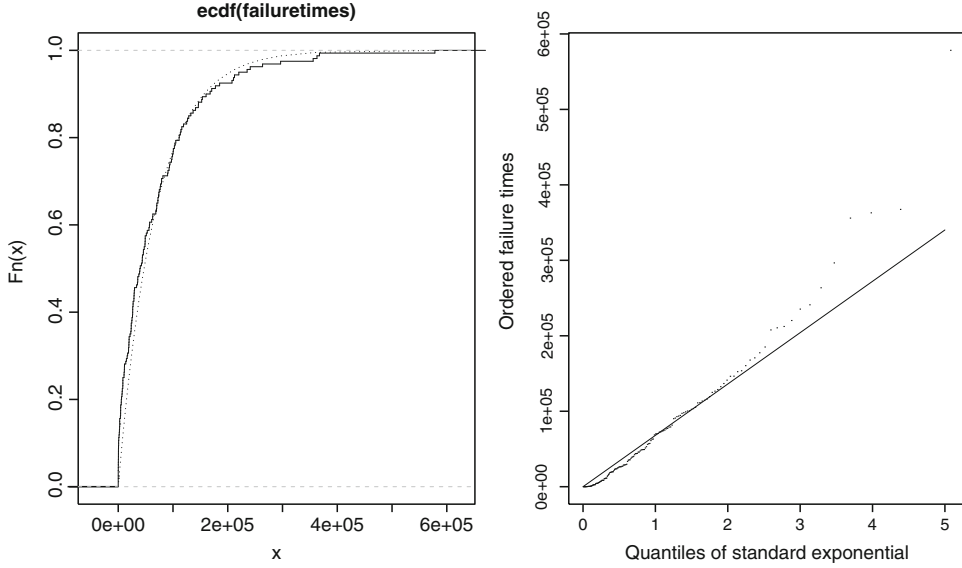 ecdf(failuretimes)
Fn(x)
1.0
0.8
0.6
0.4
0.2
0.0
0e+00
2e+05
4e+05
6e+05
x
Ordered failure times
6e+05
5e+05
4e+05
3e+05
2e+05
1e+05
0e+00
0 1 2 3 4 5
Quantiles of standard exponential